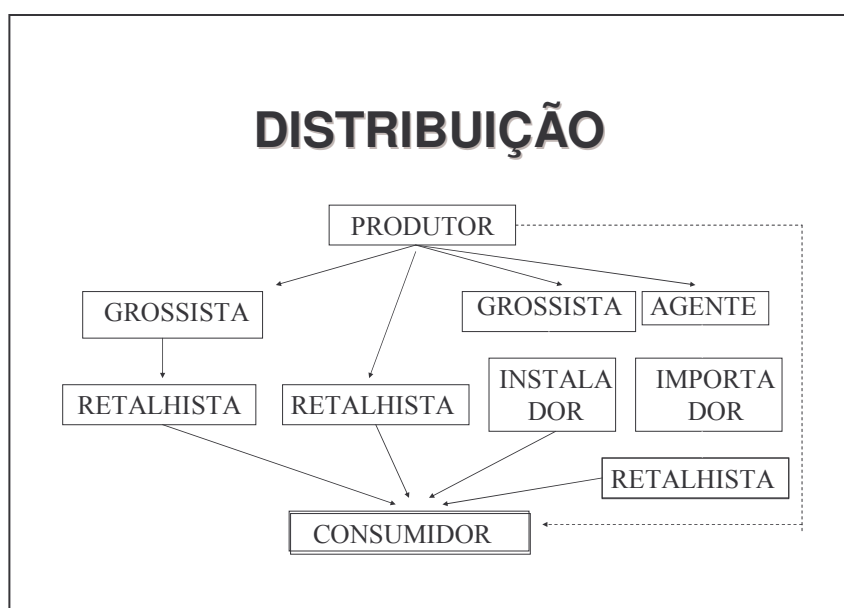 DISTRIBUIÇÃO
PRODUTOR
GROSSISTA
GROSSISTA
AGENTE
RETALHISTA
RETALHISTA
INSTALA
DOR
IMPORTA
DOR
RETALHISTA
CONSUMIDOR